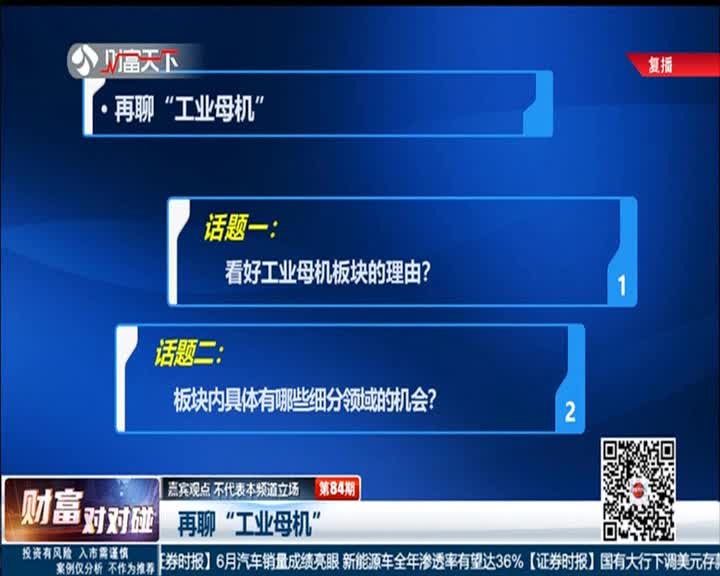 财富天下
复播
·再聊“工业母机”
话题一：
看好工业母机板块的理由?
1
话题二：
板块内具体有哪些细分领域的机会?
2
财富
对对碰
嘉宾观点 不代表本频道立场
第84期
再聊“工业母机”
投资有风险 入市需谨慎
案例仅分析 不作为推荐
证券时报】6月汽车销量成绩亮眼 新能源车全年渗透率有望达36%【证券时报】国有大行下调美元存款